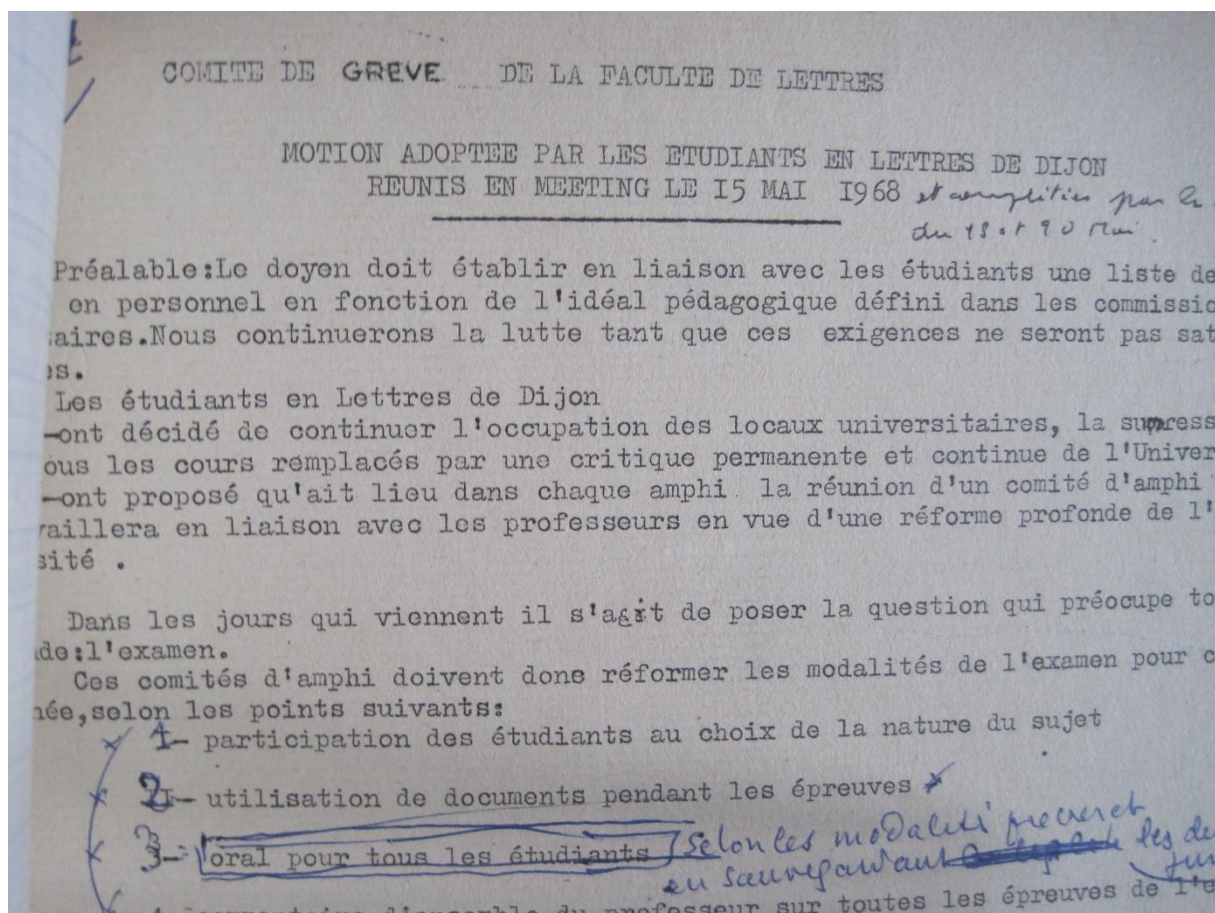 COMITE DE GREVE DE LA FACULTE DE LETTRES
MOTION ADOPTEE PAR LES ETUDIANTS EN LETTRES DE DIJON
REUNIS EN MEETING LE I5 MAI I968 et complétées par
du 18 et 20 Mai.
Préalable:Le doyen doit établir en liaison avec les étudiants une liste de
en personnel en fonction de l'idéal pédagogique défini dans les commissio
aires.Nous continuerons la lutte tant que ces exigences ne seront pas sat
es.
Les étudiants en Lettres de Dijon
-ont décidé de continuer l'occupation des locaux universitaires, la supress
ous les cours remplacés par une critique permanente et continue de l'Univer
-ont proposé qu'ait lieu dans chaque amphi la réunion d'un comité d'amphi
vaillera en liaison avec les professeurs en vue d'une réforme profonde de l'
sité .
Dans les jours qui viennent il s'agit de poser la question qui préocupe to
de:l'examen.
Ces comités d'amphi doivent donc réformer les modalités de l'examen pour c
née,selon les points suivants:
1- participation des étudiants au choix de la nature du sujet
2- utilisation de documents pendant les épreuves
3- oral pour tous les étudiants selon les modalités
en sauvegardant les
professeur sur toutes les épreuves de l'e